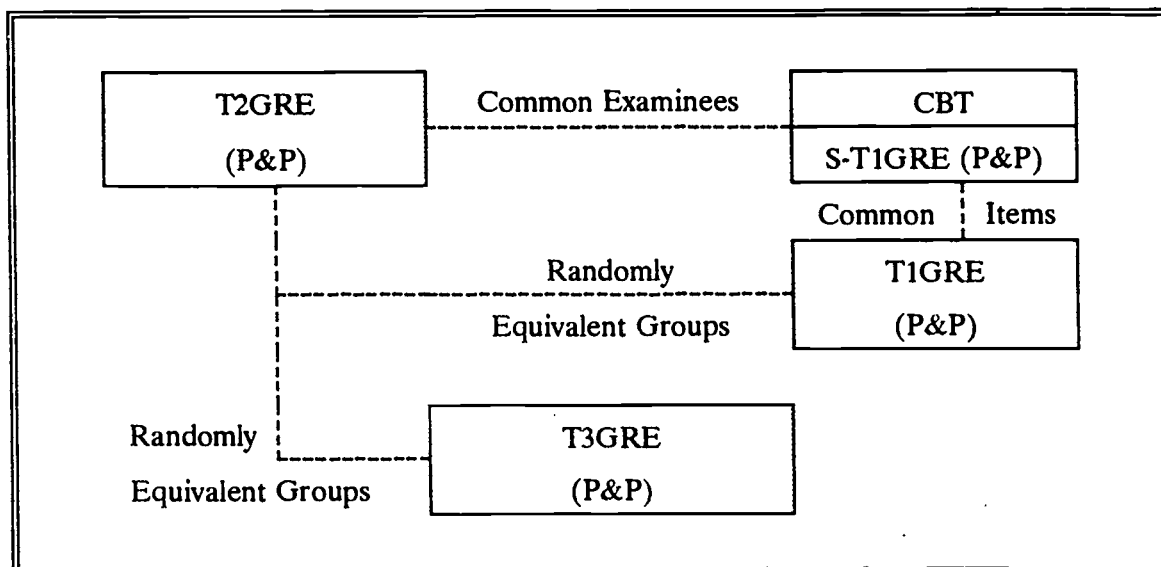 T2GRE
(P&P)
Common Examinees
CBT
S-T1GRE (P&P)
Common Items
T1GRE
(P&P)
Randomly
Equivalent Groups
Randomly
Equivalent Groups
T3GRE
(P&P)